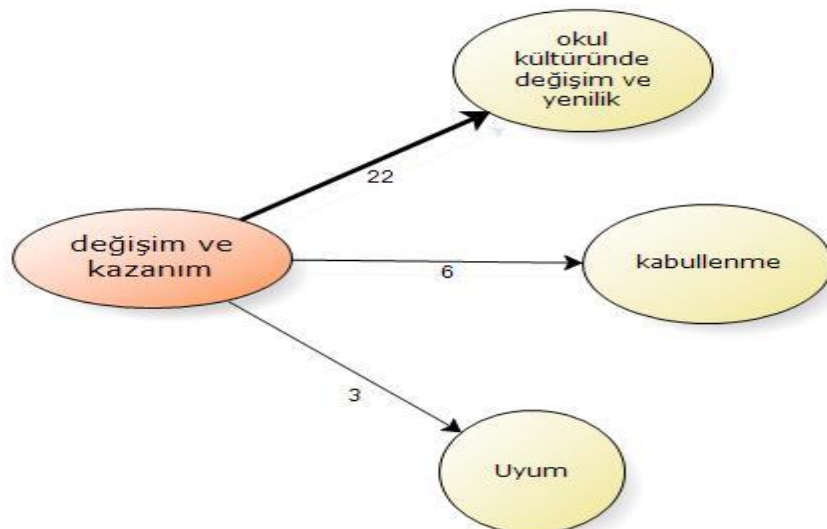 okul
kültüründe
değişim ve
yenilik
22
değişim ve
kazanım
6
kabullenme
3
Uyum